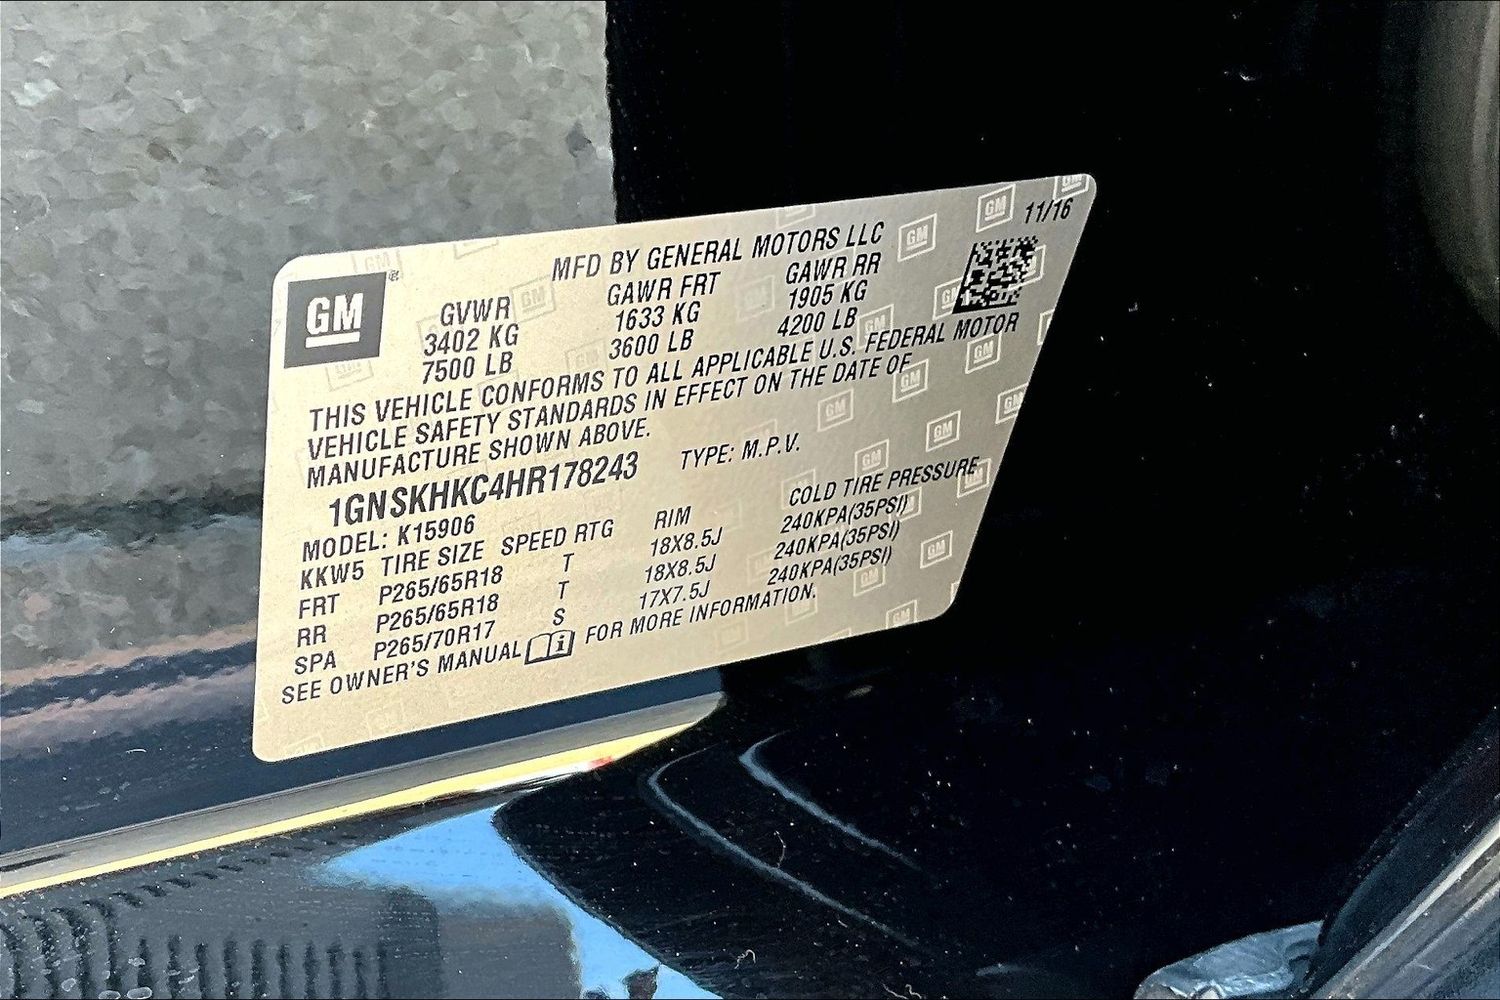 GM
®
MFD BY GENERAL MOTORS LLC 11/16
GVWR GAWR FRT GAWR RR
3402 KG 1633 KG 1905 KG
7500 LB 3600 LB 4200 LB
THIS VEHICLE CONFORMS TO ALL APPLICABLE U.S. FEDERAL MOTOR
VEHICLE SAFETY STANDARDS IN EFFECT ON THE DATE OF
MANUFACTURE SHOWN ABOVE.
1GNSKHKC4HR178243 TYPE: M.P.V.
MODEL: K15906
KKW5 TIRE SIZE SPEED RTG RIM COLD TIRE PRESSURE
FRT P265/65R18 T 18X8.5J 240KPA(35PSI)
RR P265/65R18 T 18X8.5J 240KPA(35PSI)
SPA P265/70R17 S 17X7.5J 240KPA(35PSI)
SEE OWNER'S MANUAL i FOR MORE INFORMATION.